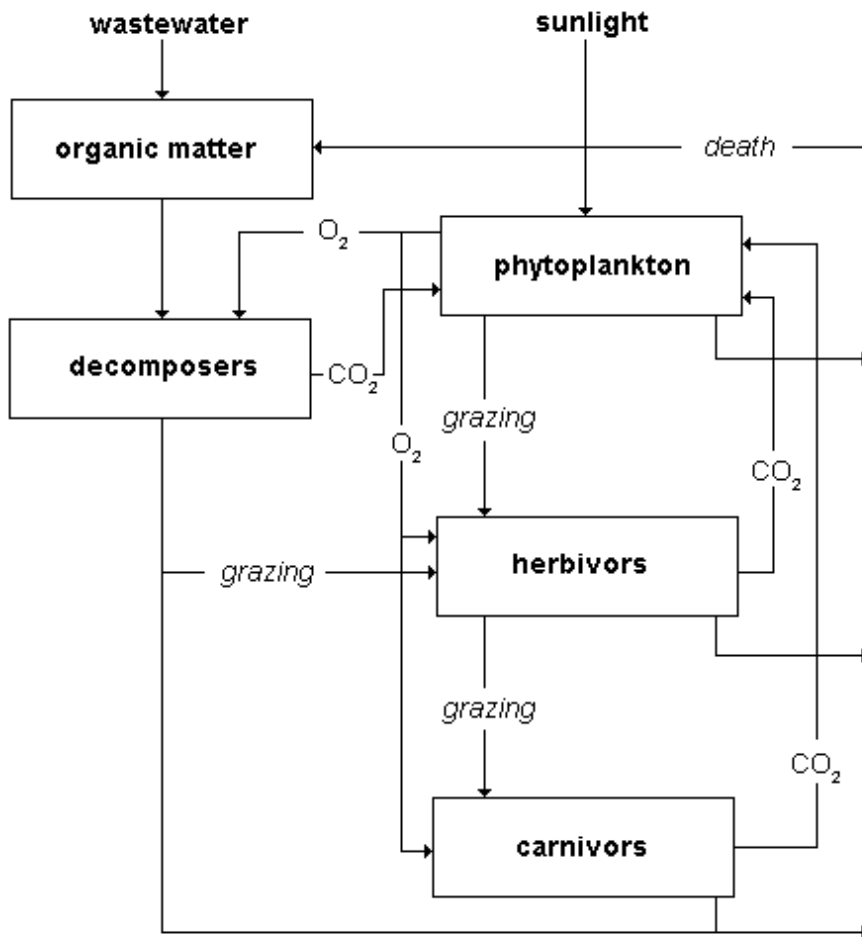 wastewater
sunlight
organic matter
death
O₂
phytoplankton
decomposers
CO₂
grazing
O₂
CO₂
grazing
herbivors
grazing
CO₂
carnivors